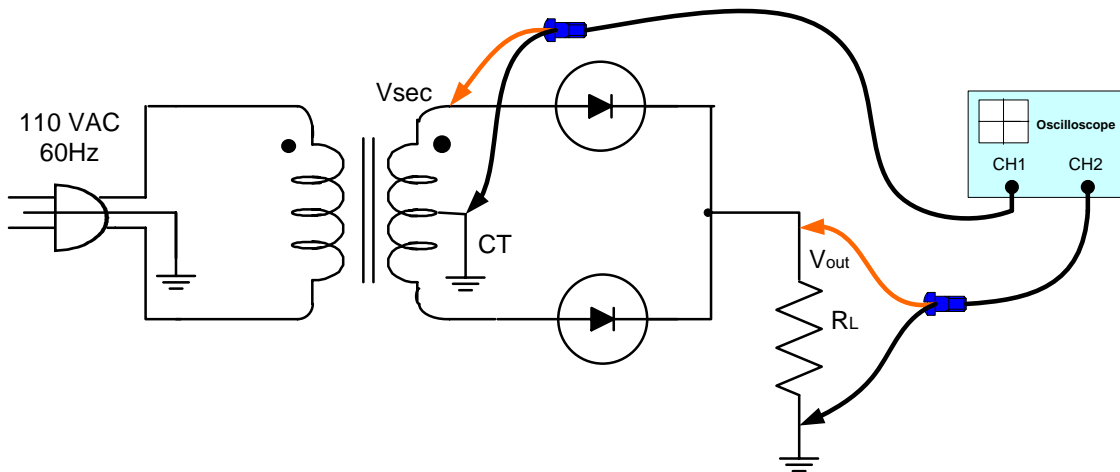 110 VAC
60Hz
Vsec
CT
Vout
RL
Oscilloscope
CH1
CH2